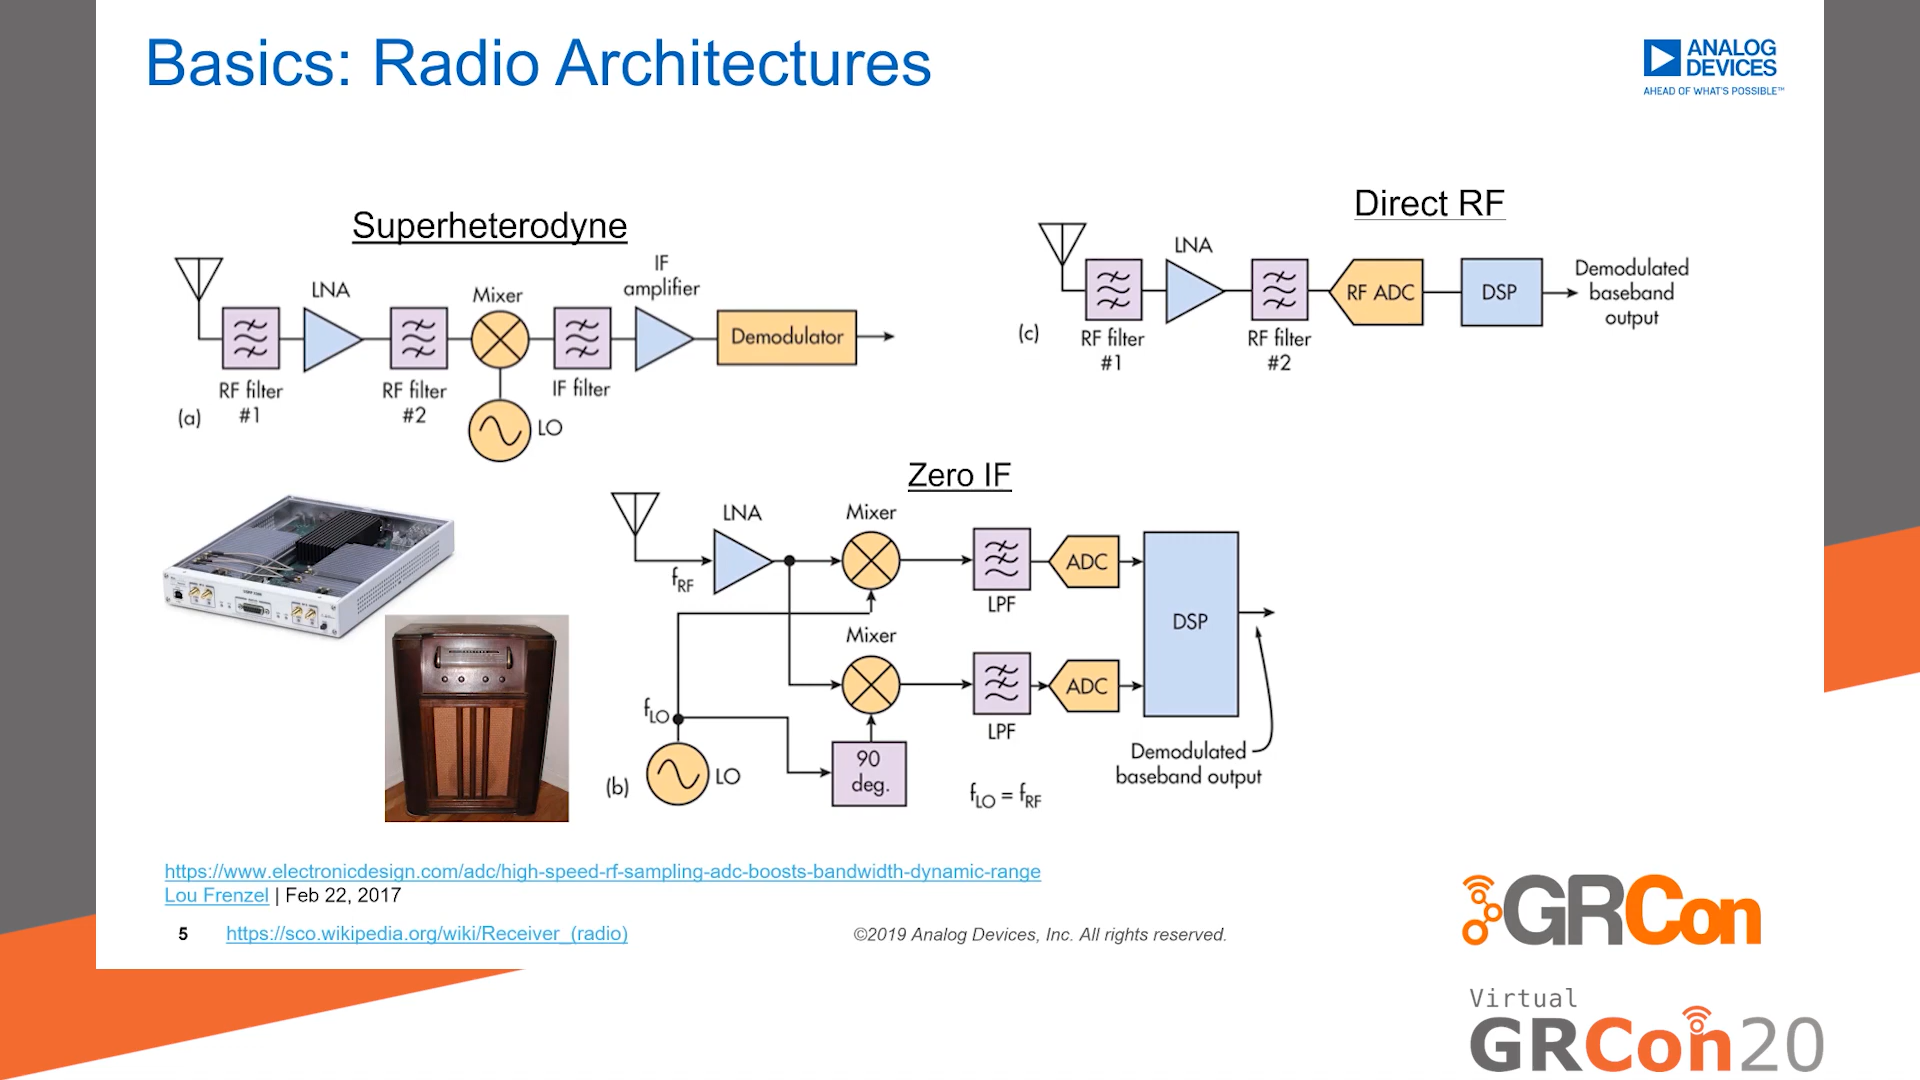 Basics: Radio Architectures
ANALOG
DEVICES
AHEAD OF WHAT'S POSSIBLE™
Superheterodyne
LNA
Mixer
IF
amplifier
Demodulator
RF filter
#1
RF filter
#2
IF filter
LO
(a)
Direct RF
LNA
RF ADC
DSP
Demodulated
baseband
output
RF filter
#1
RF filter
#2
(c)
Zero IF
LNA
Mixer
fRF
LPF
ADC
Mixer
LPF
ADC
DSP
fLO
LO
90
deg.
fLO = fRF
Demodulated
baseband output
(b)
https://www.electronicdesign.com/adc/high-speed-rf-sampling-adc-boosts-bandwidth-dynamic-range
Lou Frenzel | Feb 22, 2017
5 https://sco.wikipedia.org/wiki/Receiver_(radio)
©2019 Analog Devices, Inc. All rights reserved.
GRCon
Virtual
GRCon20